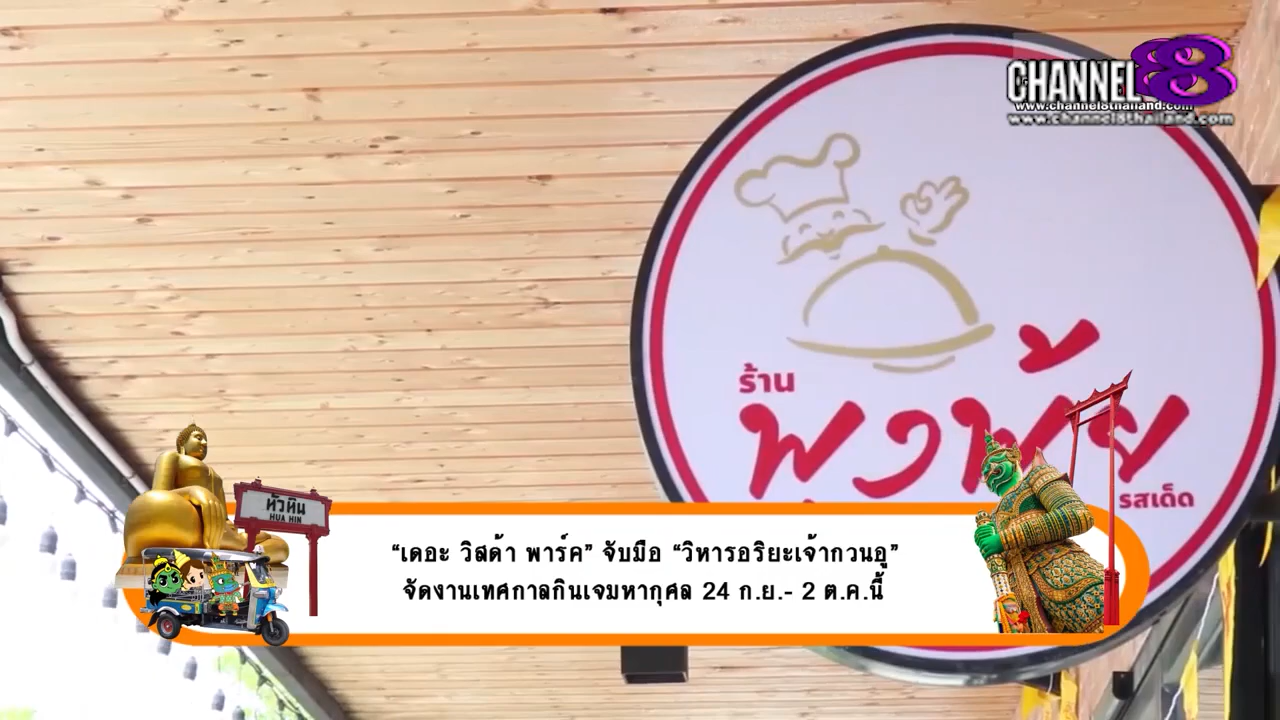 CHANNEL 8
www.channel8thailand.com
www.channel8thailand.com
ร้าน
พุงพุ้ย
รสเด็ด
หัวหิน
HUA HIN
“เดอะ วิสด้า พาร์ค” จับมือ “วิหารอริยะเจ้ากวนอู”
จัดงานเทศกาลกินเจมหากุศล 24 ก.ย.- 2 ต.ค.นี้